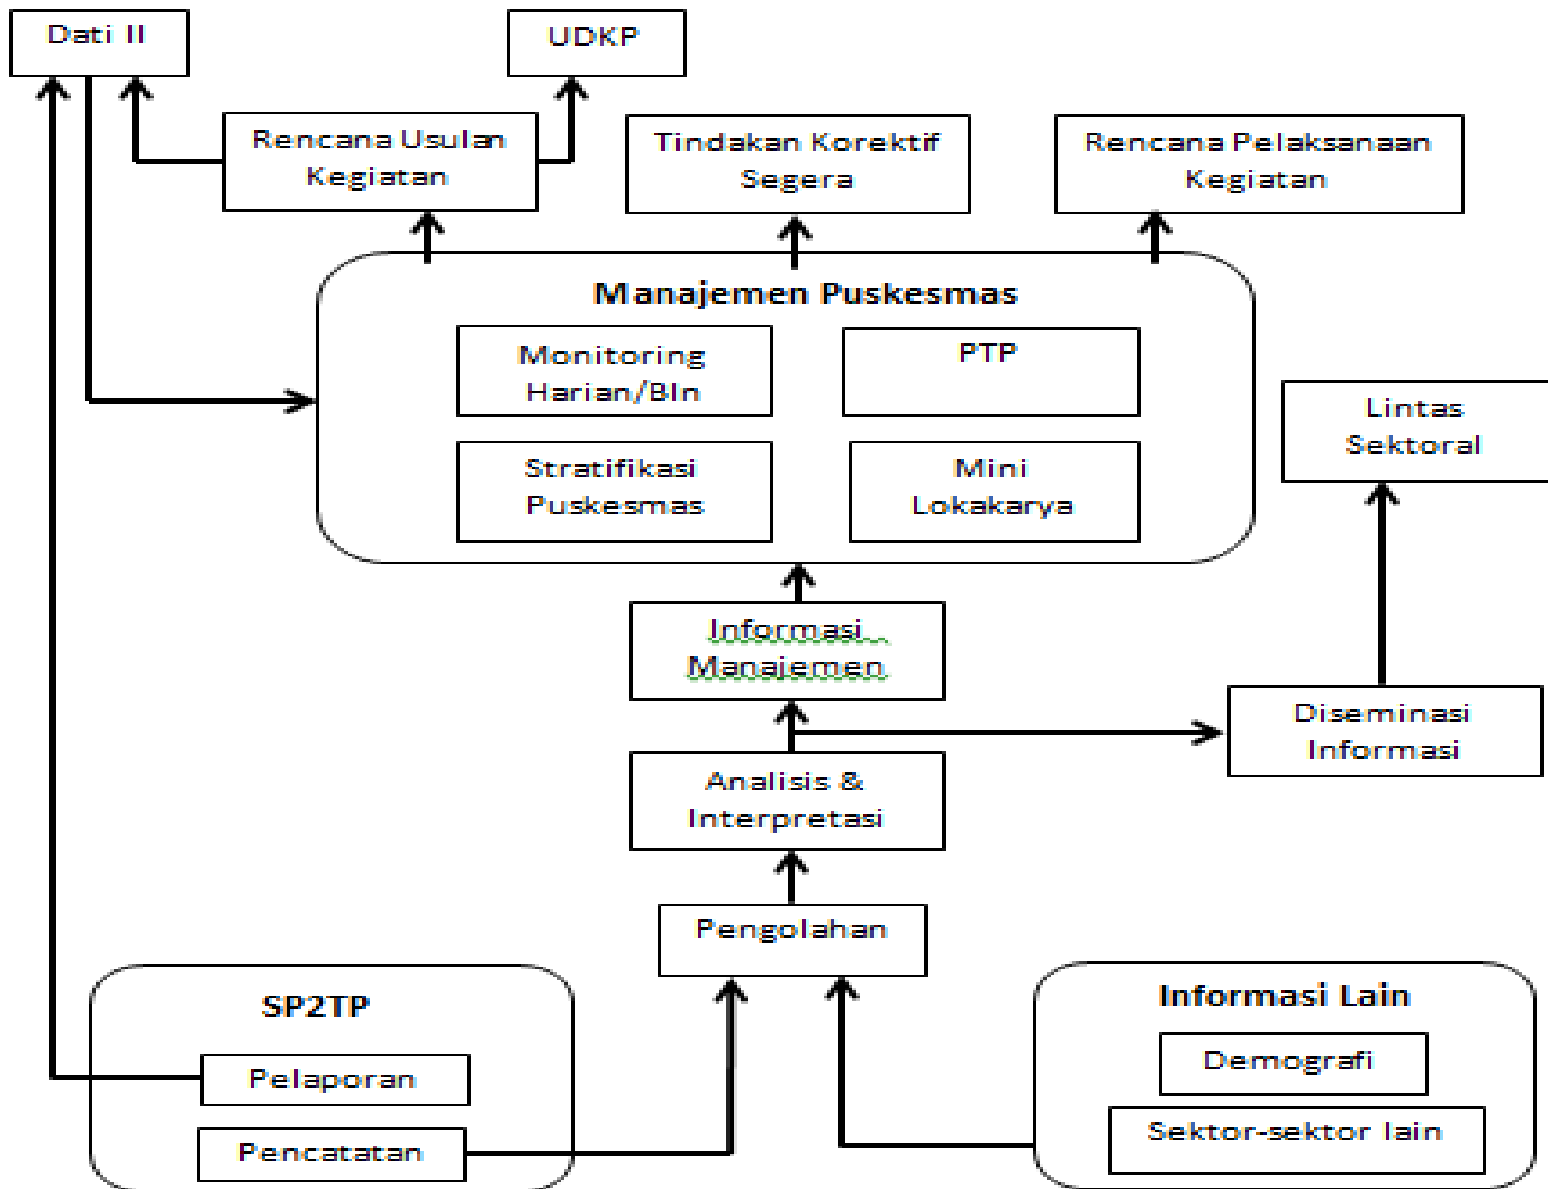 Dati II
UDKP
Rencana Usulan
Kegiatan
Tindakan Korektif
Segera
Rencana Pelaksanaan
Kegiatan
Manajemen Puskesmas
Monitoring
Harian/Bln
PTP
Stratifikasi
Puskesmas
Mini
Lokakarya
Lintas
Sektoral
Informasi
Manajemen
Diseminasi
Informasi
Analisis &
Interpretasi
Pengolahan
SP2TP
Pelaporan
Pencatatan
Informasi Lain
Demografi
Sektor-sektor lain